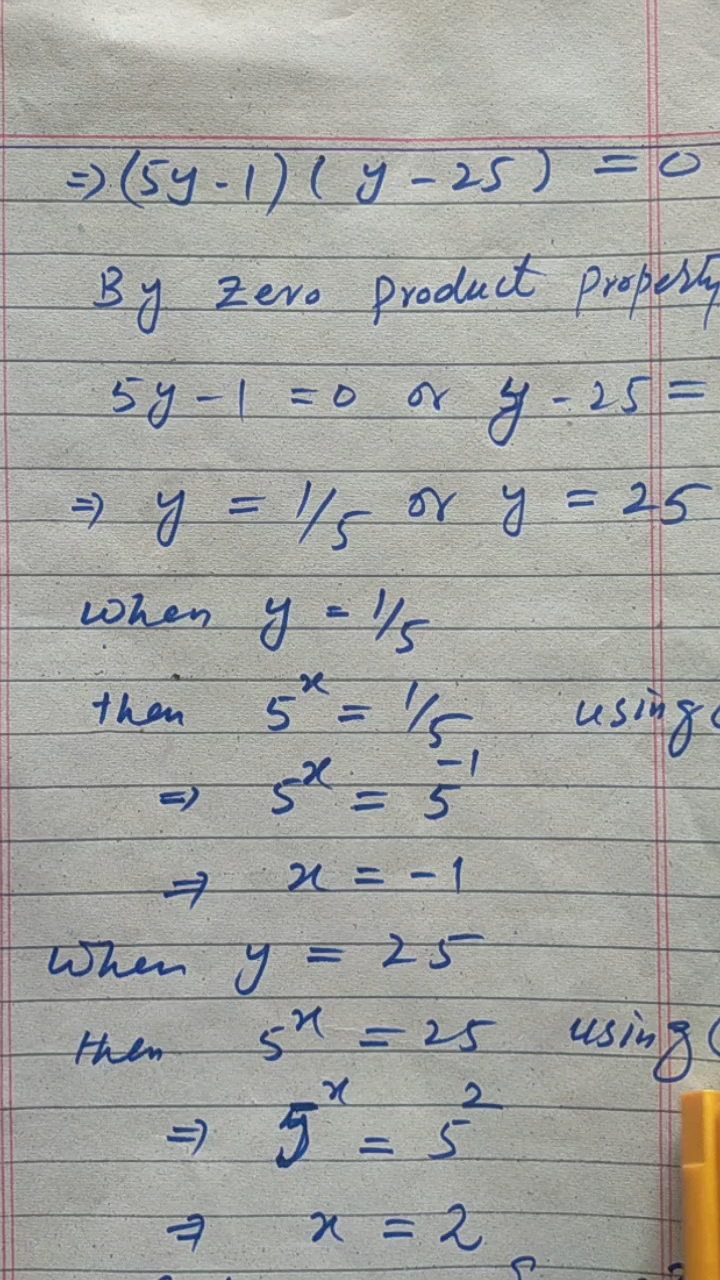 ⇒ (5y - 1) ( y - 25) = 0
By zero product property
5y - 1 = 0 or y - 25 =
⇒ y = 1/5 or y = 25
when y = 1/5
then 5^x = 1/5 using (
⇒ 5^x = 5^-1
⇒ x = -1
when y = 25
then 5^x = 25 using (
⇒ 5^x = 5^2
⇒ x = 2